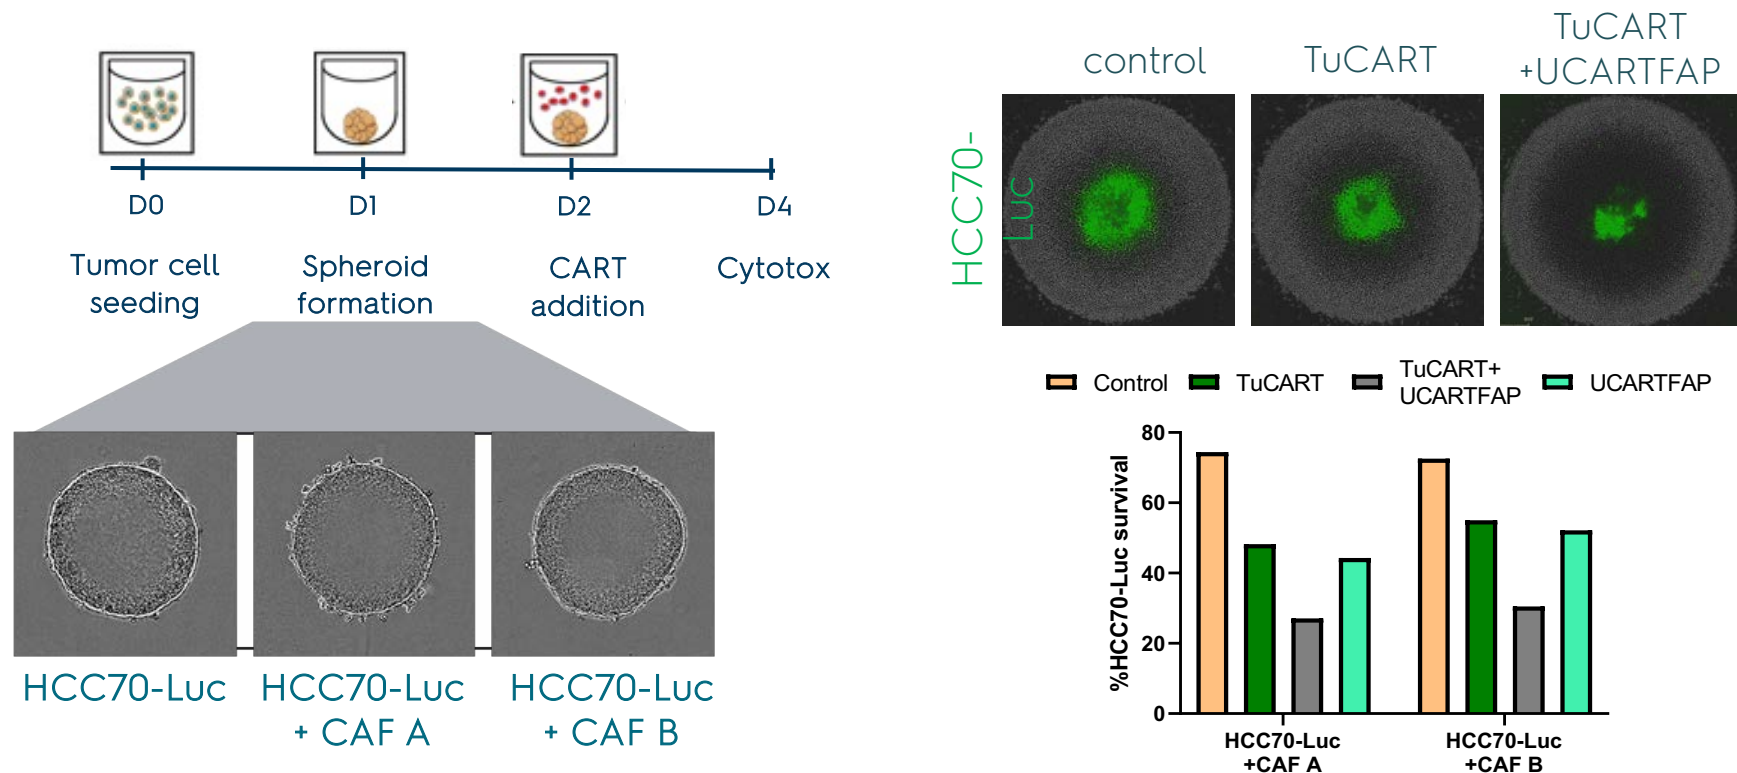 D0
D1
D2
D4
Tumor cell
seeding
Spheroid
formation
CART
addition
Cytotox
HCC70-Luc
HCC70-Luc
+ CAF A
HCC70-Luc
+ CAF B
control
TuCART
TuCART
+UCARTFAP
HCC70-
Luc
Control
TuCART
TuCART+
UCARTFAP
UCARTFAP
%HCC70-Luc survival
80
60
40
20
0
HCC70-Luc
+CAF A
HCC70-Luc
+CAF B